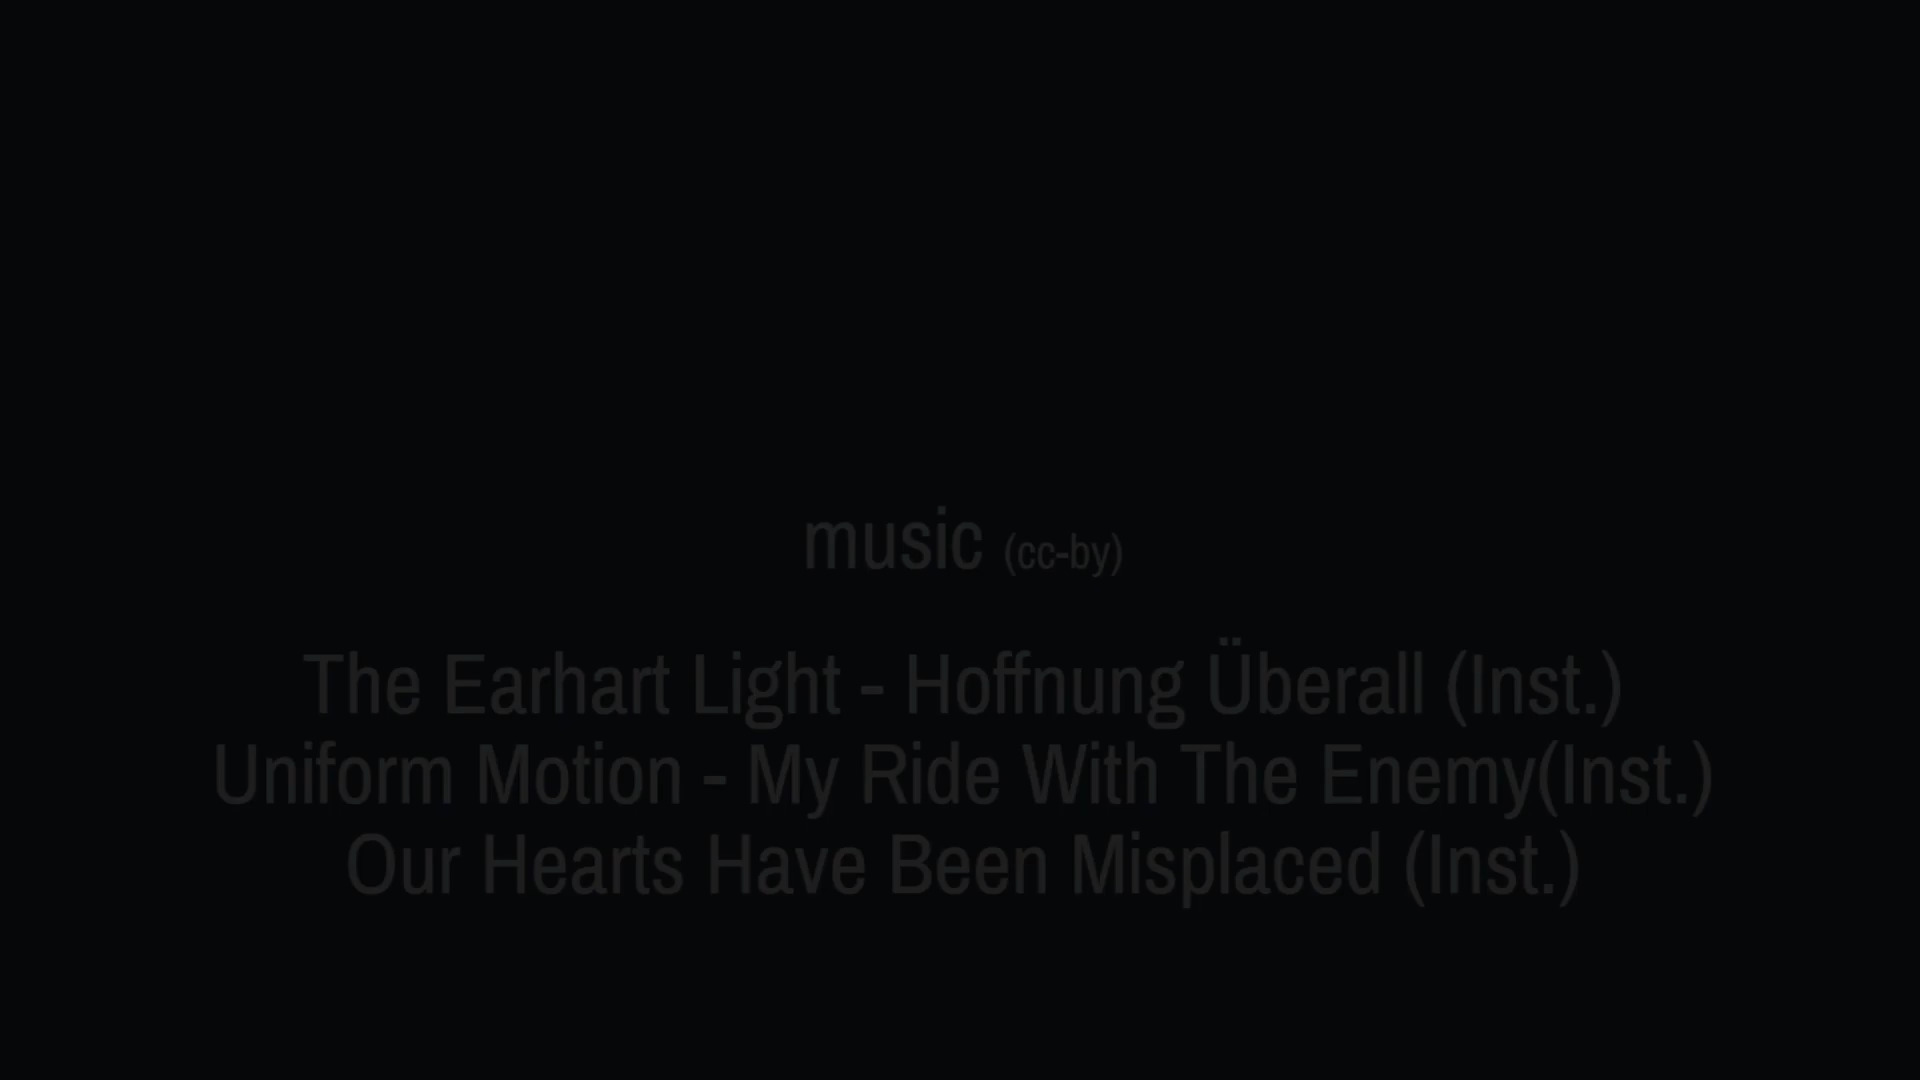 music (cc-by)
The Earhart Light - Hoffnung Überall (Inst.)
Uniform Motion - My Ride With The Enemy(Inst.)
Our Hearts Have Been Misplaced (Inst.)